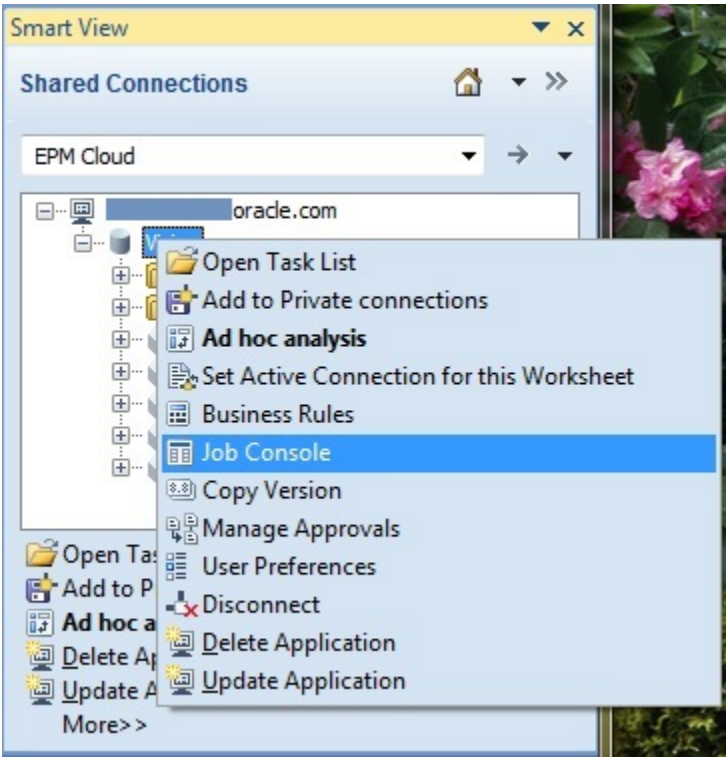 Smart View
Shared Connections
EPM Cloud
oracle.com
Open Task List
Add to Private connections
Ad hoc analysis
Set Active Connection for this Worksheet
Business Rules
Job Console
Copy Version
Manage Approvals
User Preferences
Disconnect
Delete Application
Update Application
Open
Add to
Ad hoc
Delete
Update
More>>